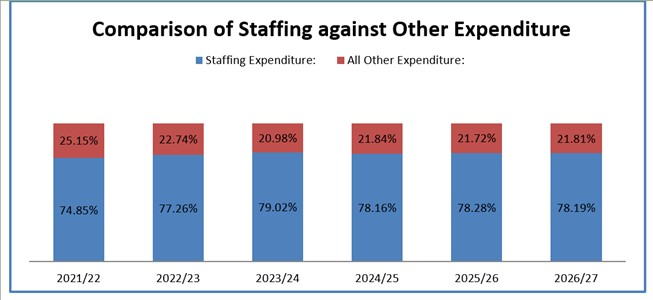 Comparison of Staffing against Other Expenditure
Staffing Expenditure: All Other Expenditure:
25.15% 22.74% 20.98% 21.84% 21.72% 21.81%
74.85% 77.26% 79.02% 78.16% 78.28% 78.19%
2021/22 2022/23 2023/24 2024/25 2025/26 2026/27